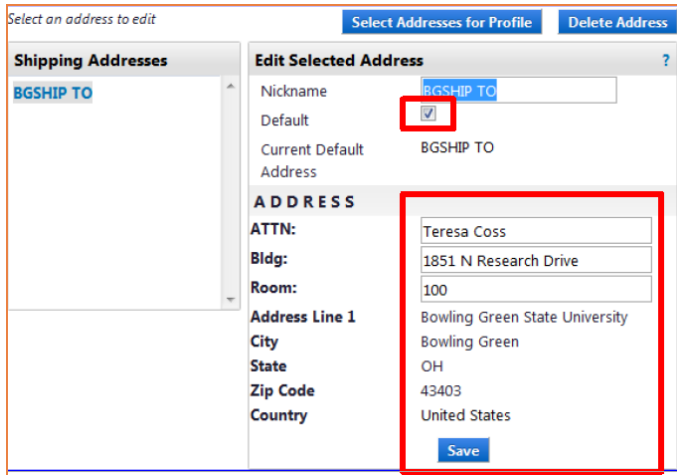 Select an address to edit
Select Addresses for Profile
Delete Address
Shipping Addresses
BGSHIP TO
Edit Selected Address ?
Nickname BGSHIP TO
Default
Current Default Address BGSHIP TO
ADDRESS
ATTN: Teresa Coss
Bldg: 1851 N Research Drive
Room: 100
Address Line 1 Bowling Green State University
City Bowling Green
State OH
Zip Code 43403
Country United States
Save